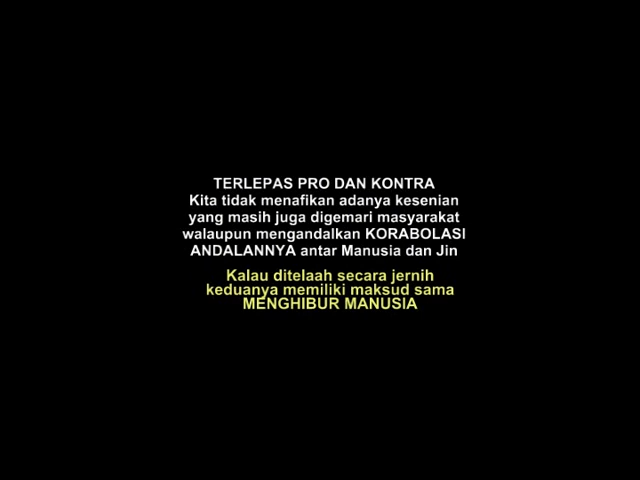 TERLEPAS PRO DAN KONTRA
Kita tidak menafikan adanya kesenian
yang masih juga digemari masyarakat
walaupun mengandalkan KORABOLASI
ANDALANNYA antar Manusia dan Jin
Kalau ditelaah secara jernih
keduanya memiliki maksud sama
MENGHIBUR MANUSIA